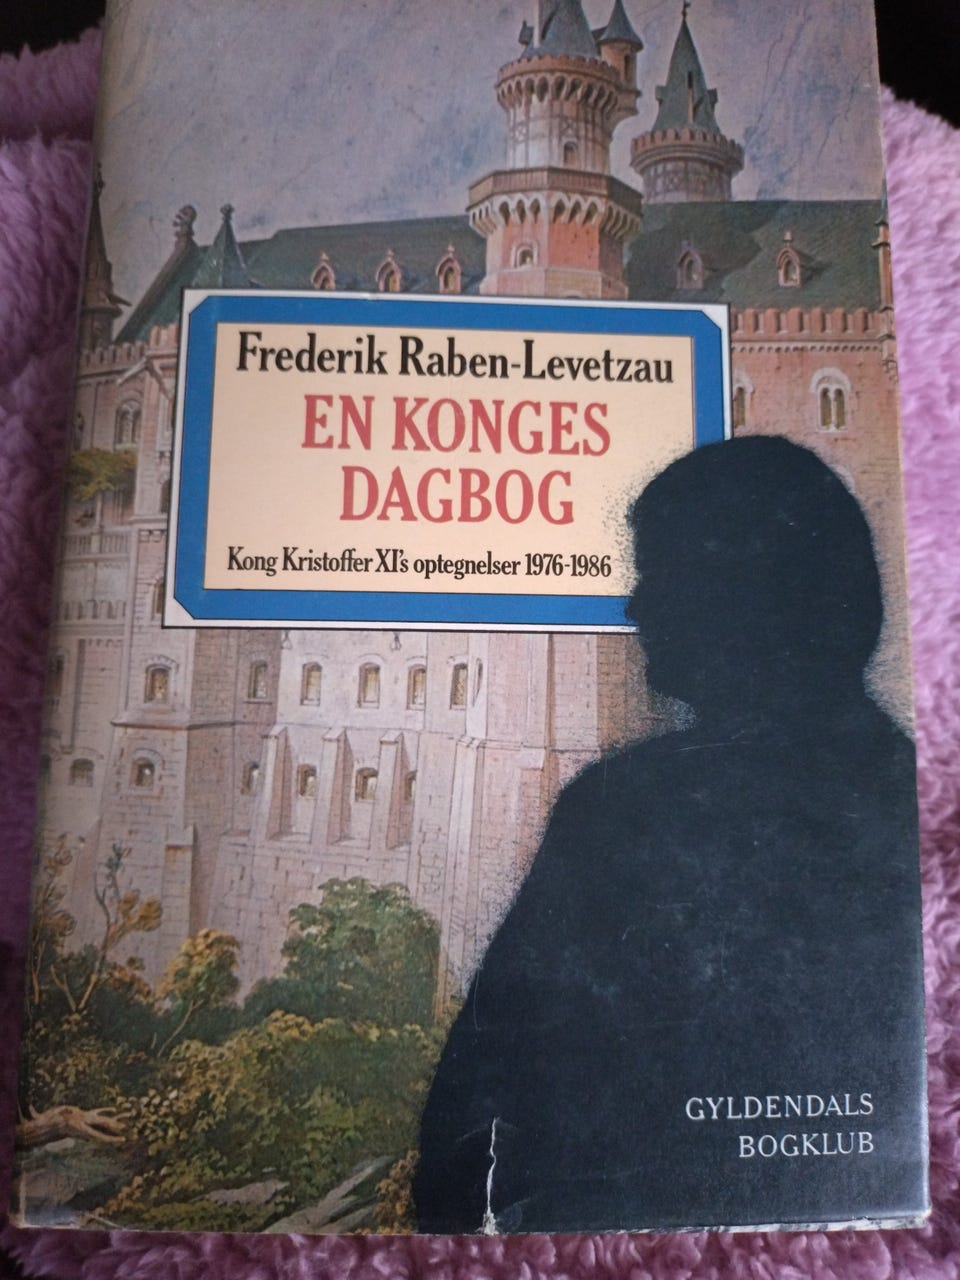 Frederik Raben-Levetzau
EN KONGES
DAGBOG
Kong Kristoffer XI's optegnelser 1976-1986
GYLDENDALS
BOGKLUB